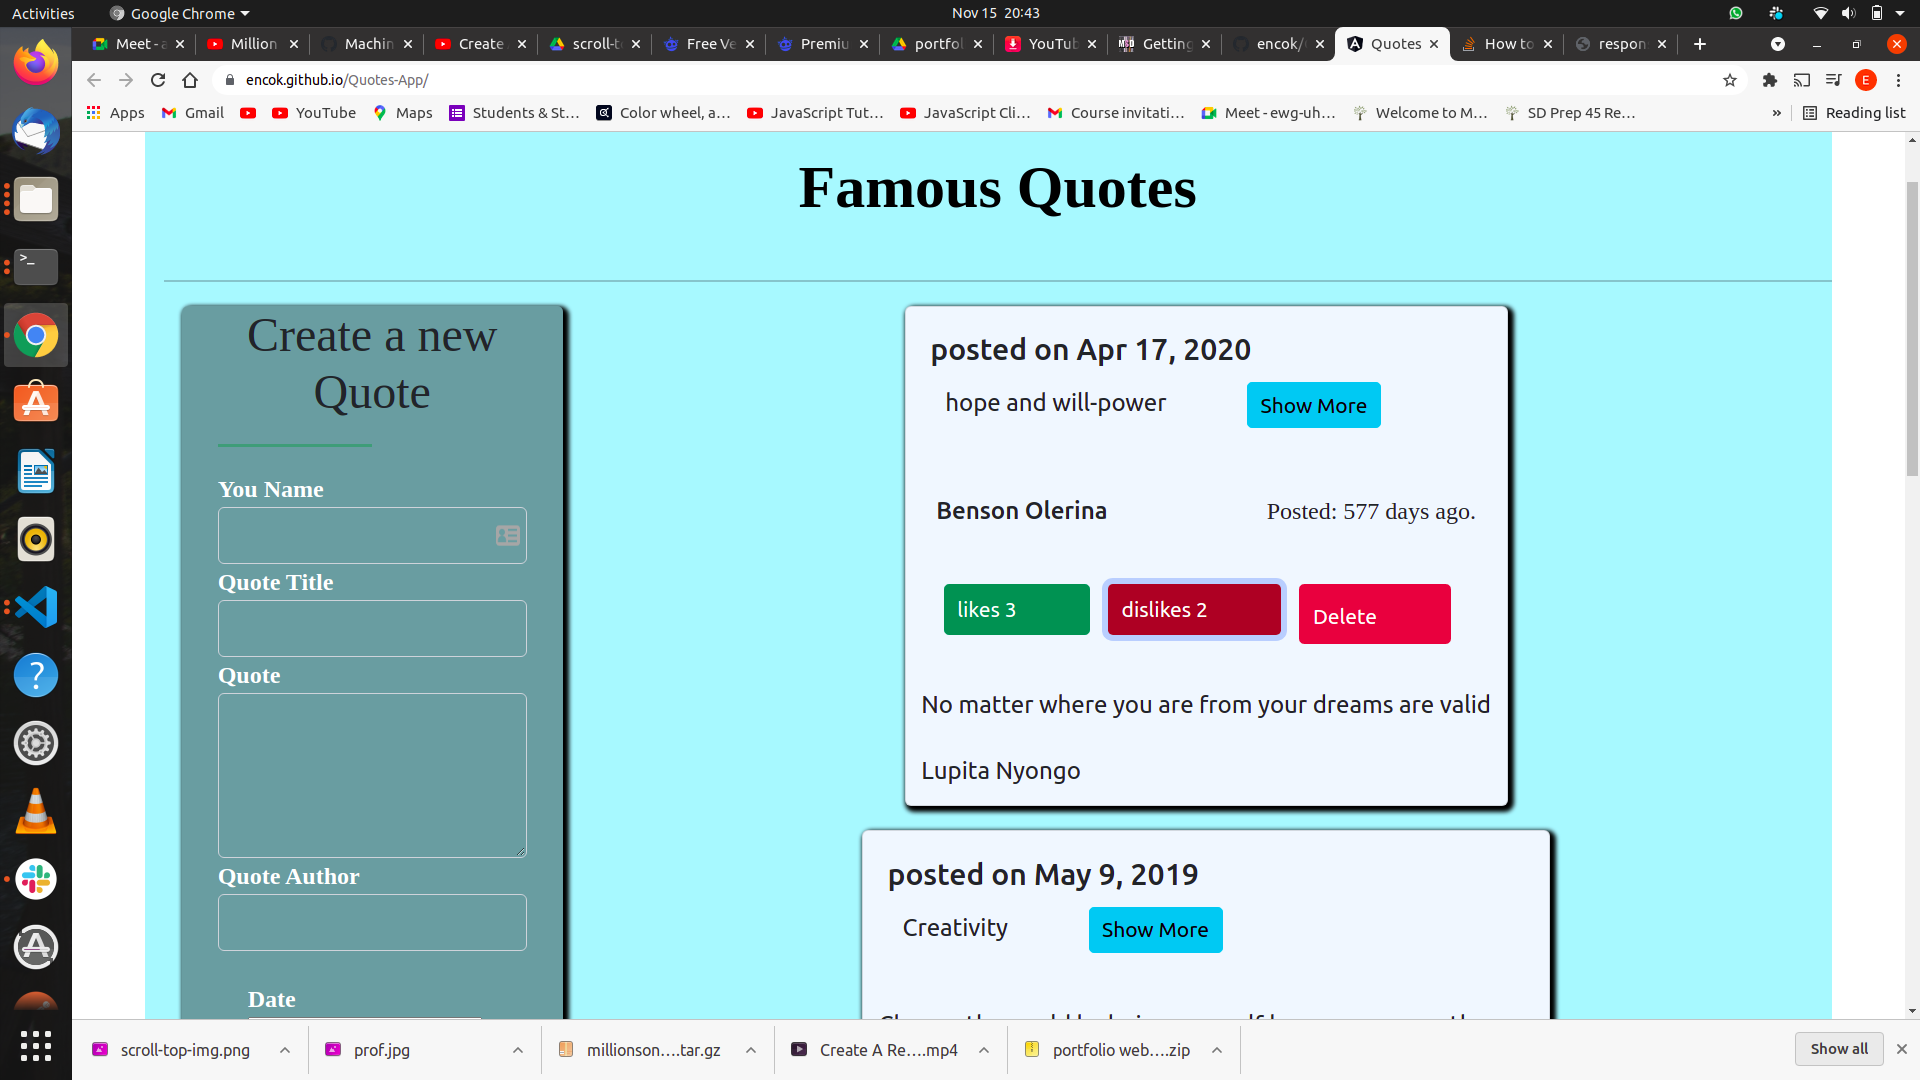 Activities
Google Chrome
Nov 15 20:43
Meet - a
Million
Machin
Create
scroll-t
Free Ve
Premiu
portfol
YouTub
Getting
encok/
Quotes
How to
respon
encok.github.io/Quotes-App/
E
Apps
Gmail
YouTube
Maps
Students & St...
Color wheel, a...
JavaScript Tut...
JavaScript Cli...
Course invitati...
Meet - ewg-uh...
Welcome to M...
SD Prep 45 Re...
»
Reading list
Famous Quotes
Create a new
Quote
You Name
Quote Title
Quote
Quote Author
Date
posted on Apr 17, 2020
hope and will-power
Show More
Benson Olerina
Posted: 577 days ago.
likes 3
dislikes 2
Delete
No matter where you are from your dreams are valid
Lupita Nyongo
posted on May 9, 2019
Creativity
Show More
scroll-top-img.png
prof.jpg
millionson....tar.gz
Create A Re....mp4
portfolio web....zip
Show all